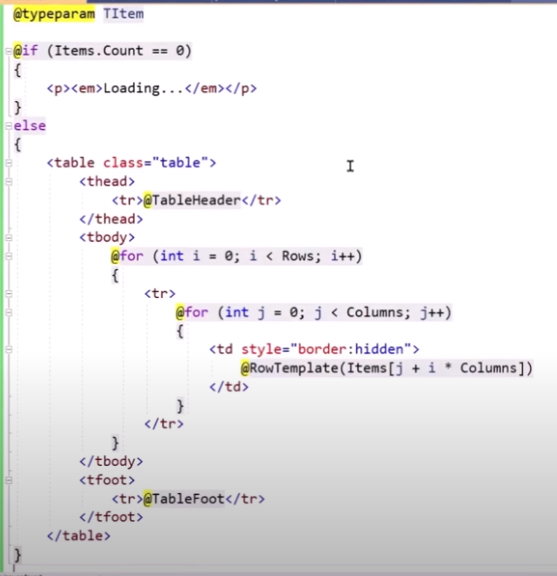 @typeparam TItem
@if (Items.Count == 0)
{
<p><em>Loading...</em></p>
}
else
{
<table class="table">
<thead>
<tr>@TableHeader</tr>
</thead>
<tbody>
@for (int i = 0; i < Rows; i++)
{
<tr>
@for (int j = 0; j < Columns; j++)
{
<td style="border:hidden">
@RowTemplate(Items[j + i * Columns])
</td>
}
</tr>
}
</tbody>
<tfoot>
<tr>@TableFoot</tr>
</tfoot>
</table>
}